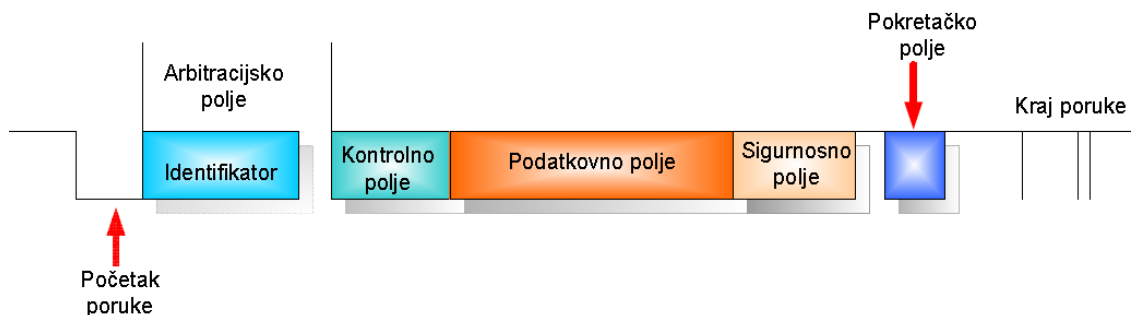 Pokretačko
polje
Arbitracijsko
polje
Kraj poruke
Identifikator
Kontrolno
polje
Podatkovno polje
Sigurnosno
polje
Početak
poruke